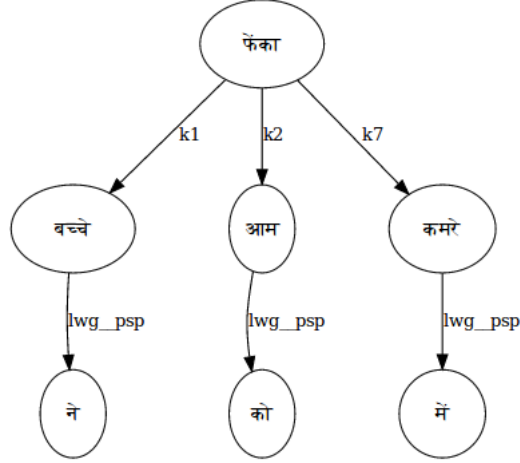 फेंका
k1 k2 k7
बच्चे आम कमरे
lwg__psp lwg__psp lwg__psp
ने को में